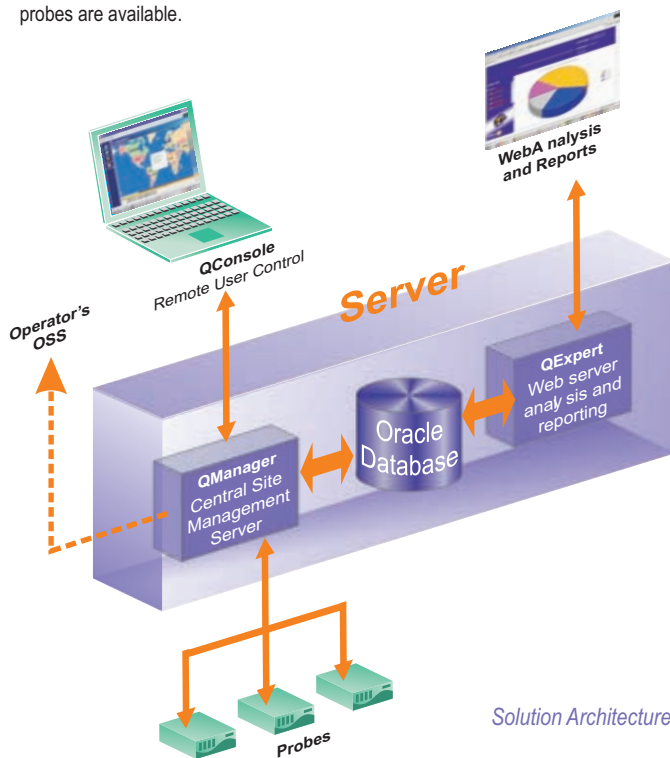 probes are available.
WebA nalysis
and Reports
QConsole
Remote User Control
Operator's
OSS
Server
QExpert
Web server
analy sis and
reporting
Oracle
Database
QManager
Central Site
Management
Server
Probes
Solution Architecture